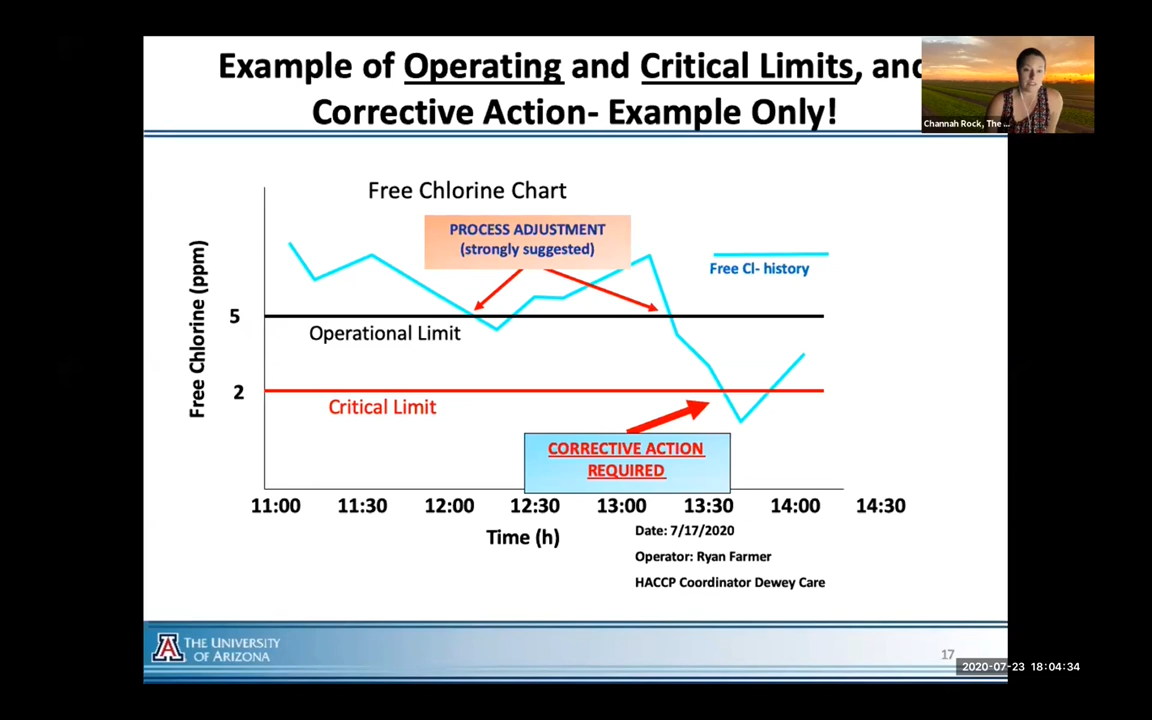 Example of Operating and Critical Limits, and
Corrective Action- Example Only!
Channah Rock, The ...
Free Chlorine Chart
PROCESS ADJUSTMENT
(strongly suggested)
Free Cl- history
Free Chlorine (ppm)
5
Operational Limit
2
Critical Limit
CORRECTIVE ACTION
REQUIRED
11:00 11:30 12:00 12:30 13:00 13:30 14:00 14:30
Time (h)
Date: 7/17/2020
Operator: Ryan Farmer
HACCP Coordinator Dewey Care
THE UNIVERSITY
OF ARIZONA
17
2020-07-23 18:04:34